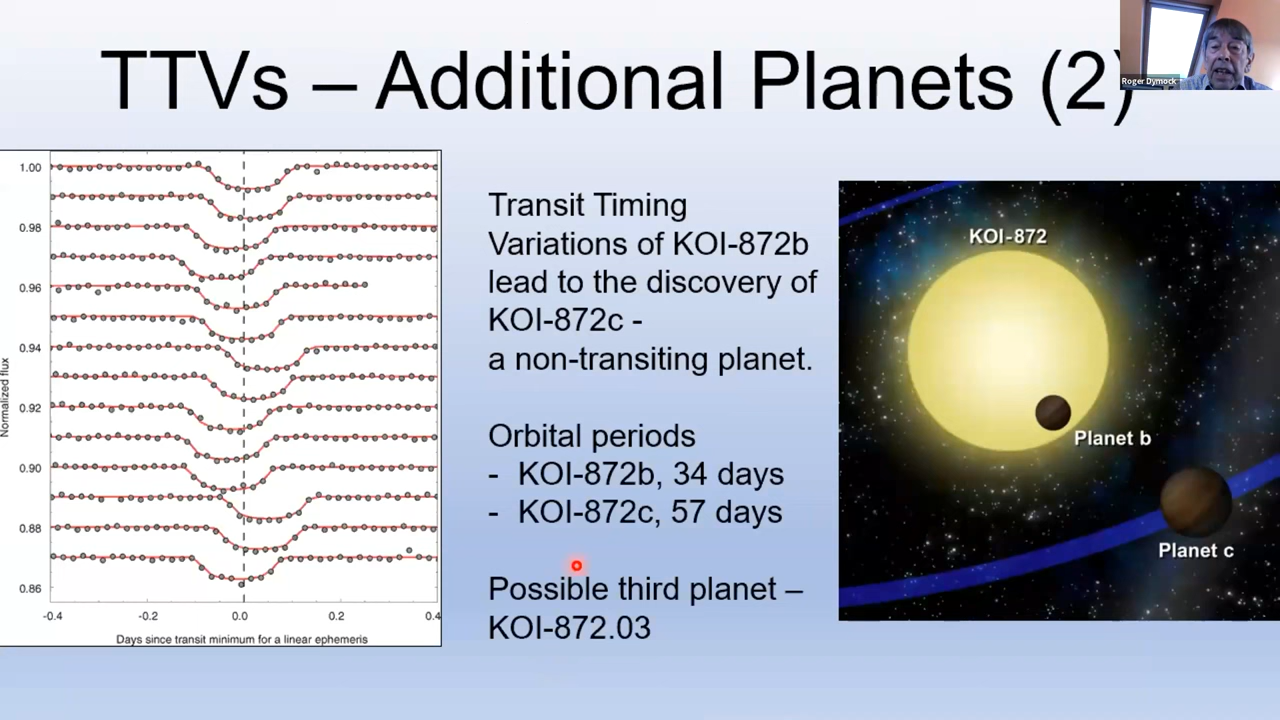 TTVs – Additional Planets (2)
Roger Dymock
1.00
0.98
0.96
0.94
0.92
0.90
0.88
0.86
Normalized flux
-0.4
-0.2
0.0
0.2
0.4
Days since transit minimum for a linear ephemeris
Transit Timing
Variations of KOI-872b
lead to the discovery of
KOI-872c -
a non-transiting planet.
Orbital periods
- KOI-872b, 34 days
- KOI-872c, 57 days
Possible third planet –
KOI-872.03
KOI-872
Planet b
Planet c